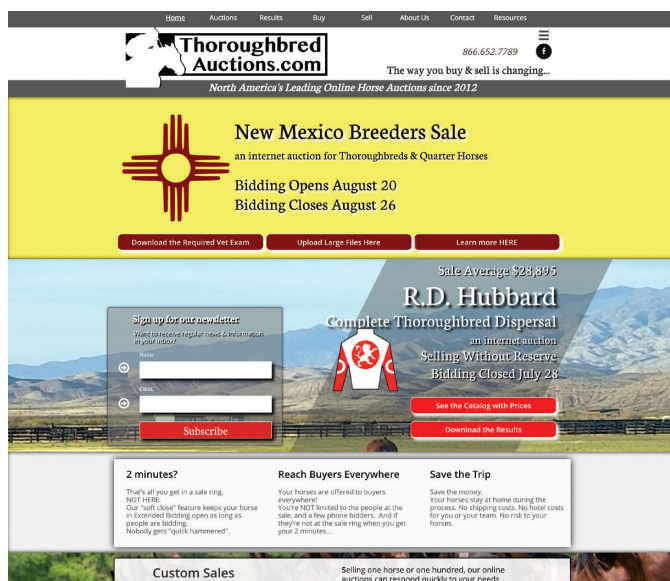 Home Auctions Results Buy Sell About Us Contact Resources
Thoroughbred
Auctions.com
866.652.7789
f
The way you buy & sell is changing...
North America's Leading Online Horse Auctions since 2012
New Mexico Breeders Sale
an internet auction for Thoroughbreds & Quarter Horses
Bidding Opens August 20
Bidding Closes August 26
Download the Required Vet Exam
Upload Large Files Here
Learn more HERE
Sale Average $28,895
R.D. Hubbard
Complete Thoroughbred Dispersal
an internet auction
Selling Without Reserve
Bidding Closed July 28
See the Catalog with Prices
Download the Results
Sign up for our newsletter
Want to receive regular news & information
in your inbox?
Name
Email
Subscribe
2 minutes?
That's all you get in a sale ring.
NOT HERE.
Our "soft close" feature keeps your horse
in Extended Bidding open as long as
people are bidding.
Nobody gets "quick hammered".
Reach Buyers Everywhere
Your horses are offered to buyers
everywhere!
You're NOT limited to the people at the
sale, and a few phone bidders. And if
they're not at the sale ring when you get
your 2 minutes...
Save the Trip
Save the money.
Your horses stay at home during the
process. No shipping costs. No hotel costs
for you or your team. No risk to your
horses.
Custom Sales
Selling one horse or one hundred, our online
auctions can respond quickly to your needs